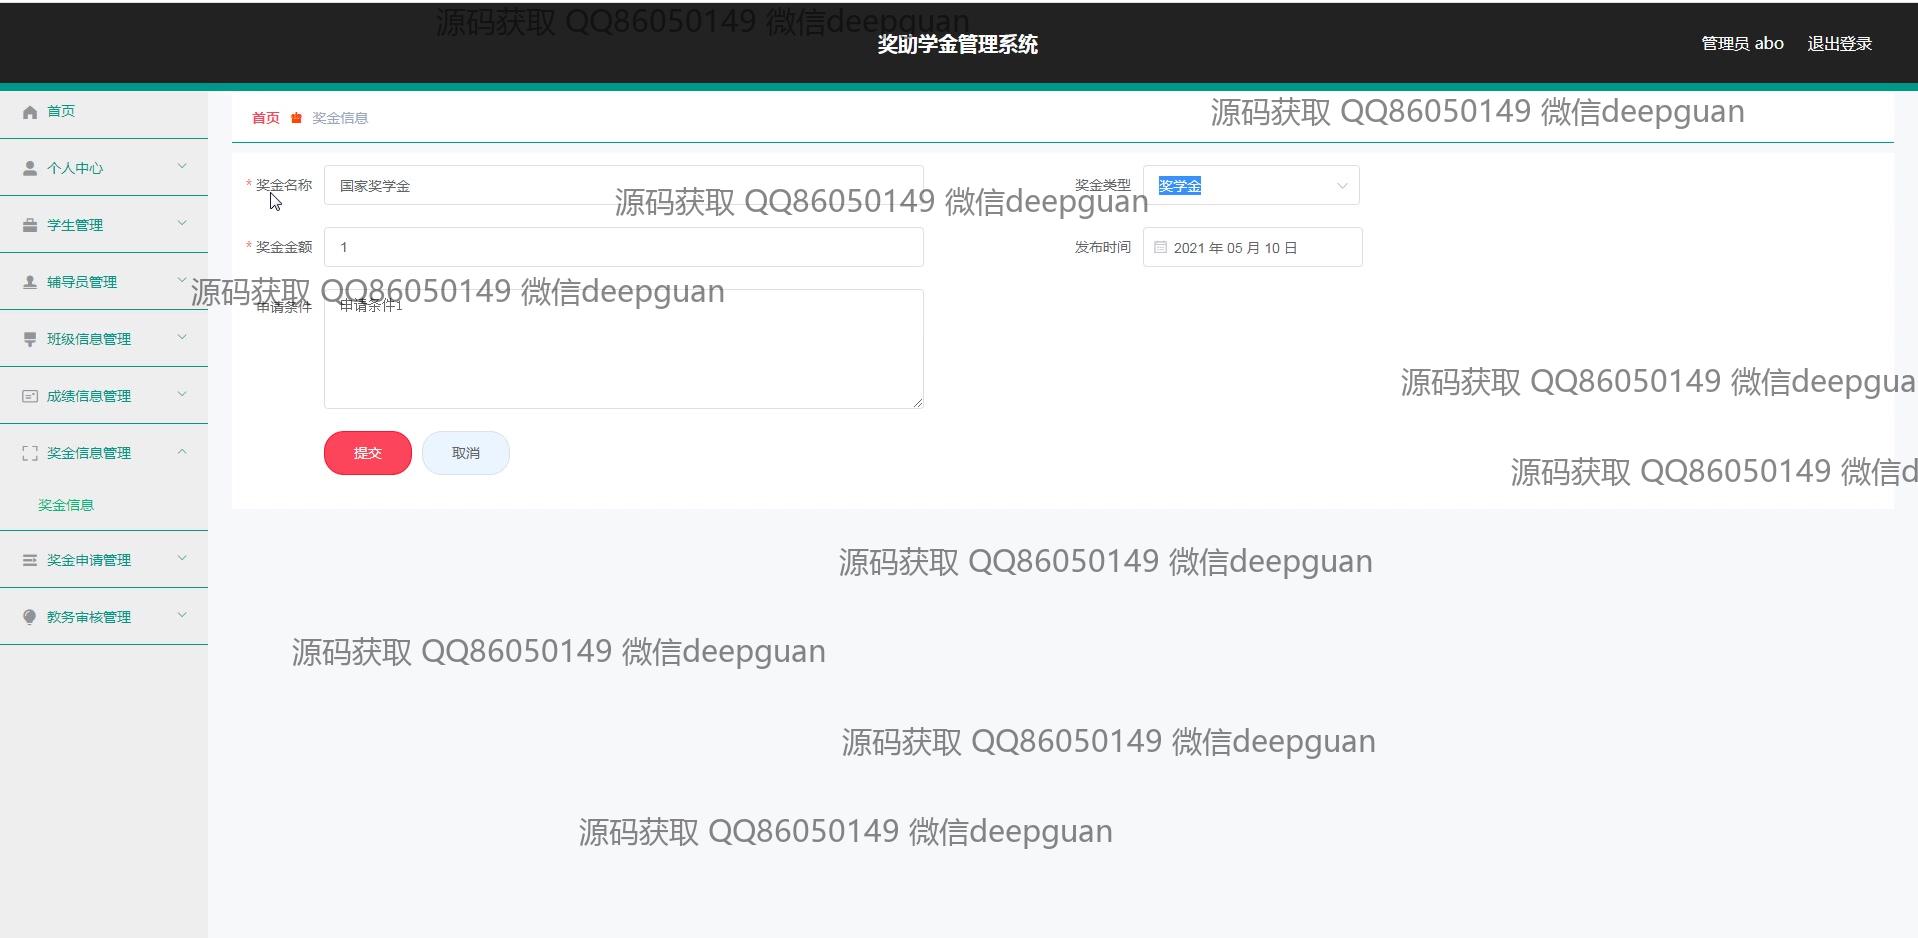 源码获取 QQ86050149 微信deepguan
奖助学金管理系统
管理员 abo 退出登录
首页
首页 奖金信息
源码获取 QQ86050149 微信deepguan
个人中心
* 奖金名称 国家奖学金
奖金类型 奖学金
源码获取 QQ86050149 微信deepguan
学生管理
* 奖金金额 1
发布时间 2021 年 05 月 10 日
辅导员管理
源码获取 QQ86050149 微信deepguan
申请条件 申请条件1
班级信息管理
源码获取 QQ86050149 微信deepgua
成绩信息管理
奖金信息管理
提交 取消
源码获取 QQ86050149 微信d
奖金信息
奖金申请管理
源码获取 QQ86050149 微信deepguan
教务审核管理
源码获取 QQ86050149 微信deepguan
源码获取 QQ86050149 微信deepguan
源码获取 QQ86050149 微信deepguan